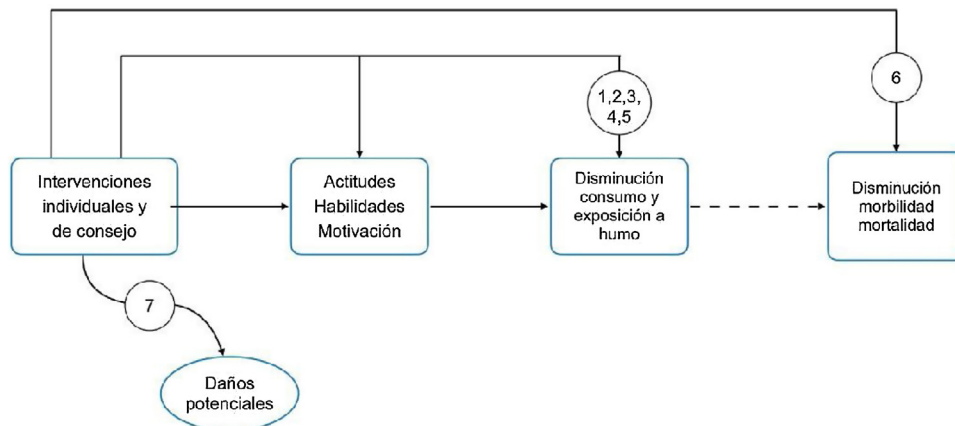 6
1,2,3,
4,5
Intervenciones
individuales y
de consejo
Actitudes
Habilidades
Motivación
Disminución
consumo y
exposición a
humo
Disminución
morbilidad
mortalidad
7
Daños
potenciales